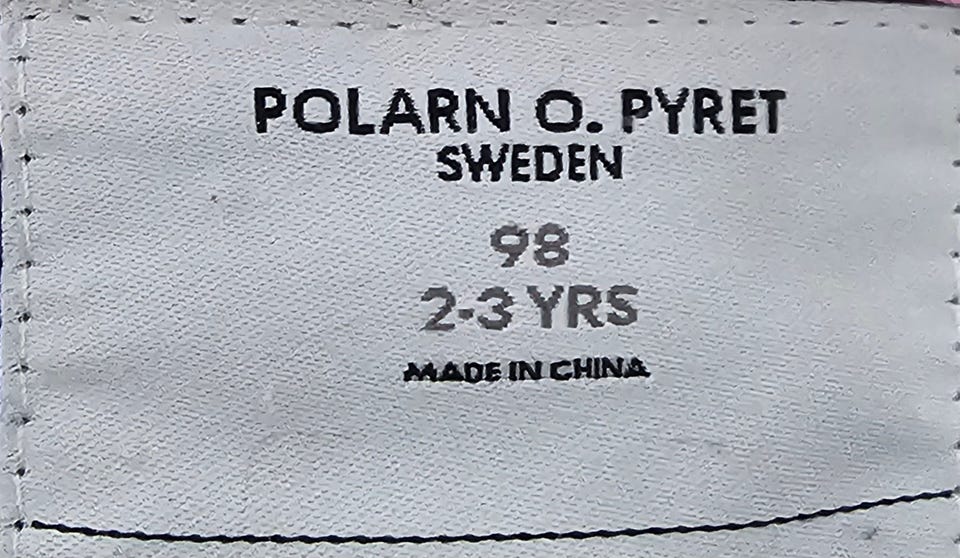 POLARN O. PYRET
SWEDEN
98
2-3 YRS
MADE IN CHINA